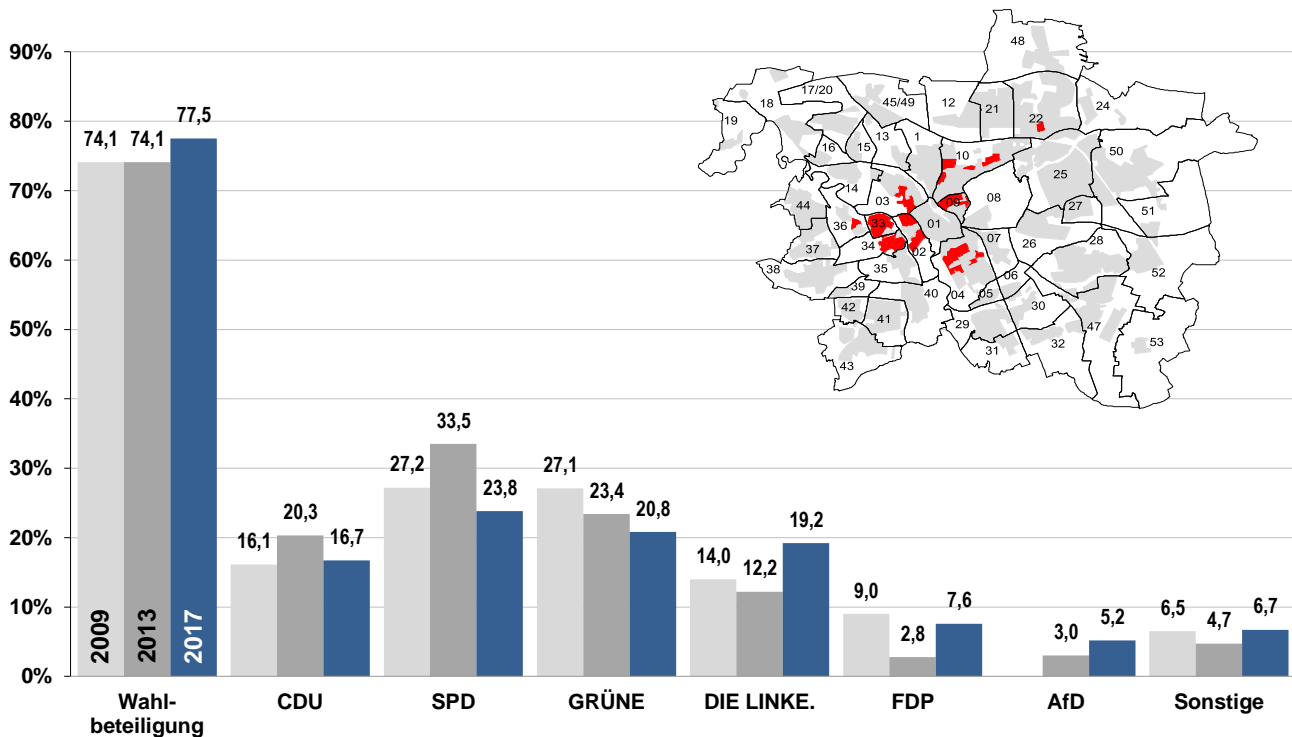 90%
80%
70%
60%
50%
40%
30%
20%
10%
0%
74,1 74,1 77,5
2009 2013 2017
16,1 20,3 16,7
27,2 33,5 23,8
27,1 23,4 20,8
14,0 12,2 19,2
9,0 2,8 7,6
3,0 5,2
6,5 4,7 6,7
Wahl-
beteiligung
CDU
SPD
GRÜNE
DIE LINKE.
FDP
AfD
Sonstige
48
19 18 17/20 45/49 12 21 22 24
16 15 13 1 10 50
14 03 09 08 25 27 51
44 36 33 01
37 34 02 07 26 28
38 35 06 52
39 40 04 05 30
42 41 29 47
43 31 32 53